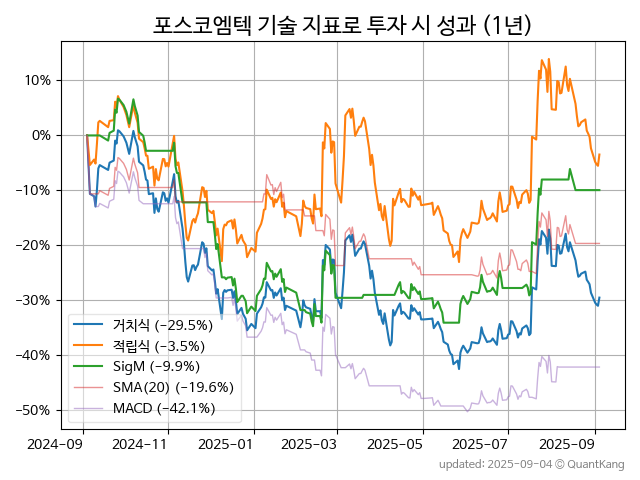 포스코엠텍 기술 지표로 투자 시 성과 (1년)
10%
0%
−10%
−20%
−30%
−40%
−50%
거치식 (−29.5%)
적립식 (−3.5%)
SigM (−9.9%)
SMA(20) (−19.6%)
MACD (−42.1%)
2024-09 2024-11 2025-01 2025-03 2025-05 2025-07 2025-09
updated: 2025-09-04 ⓒ QuantKang